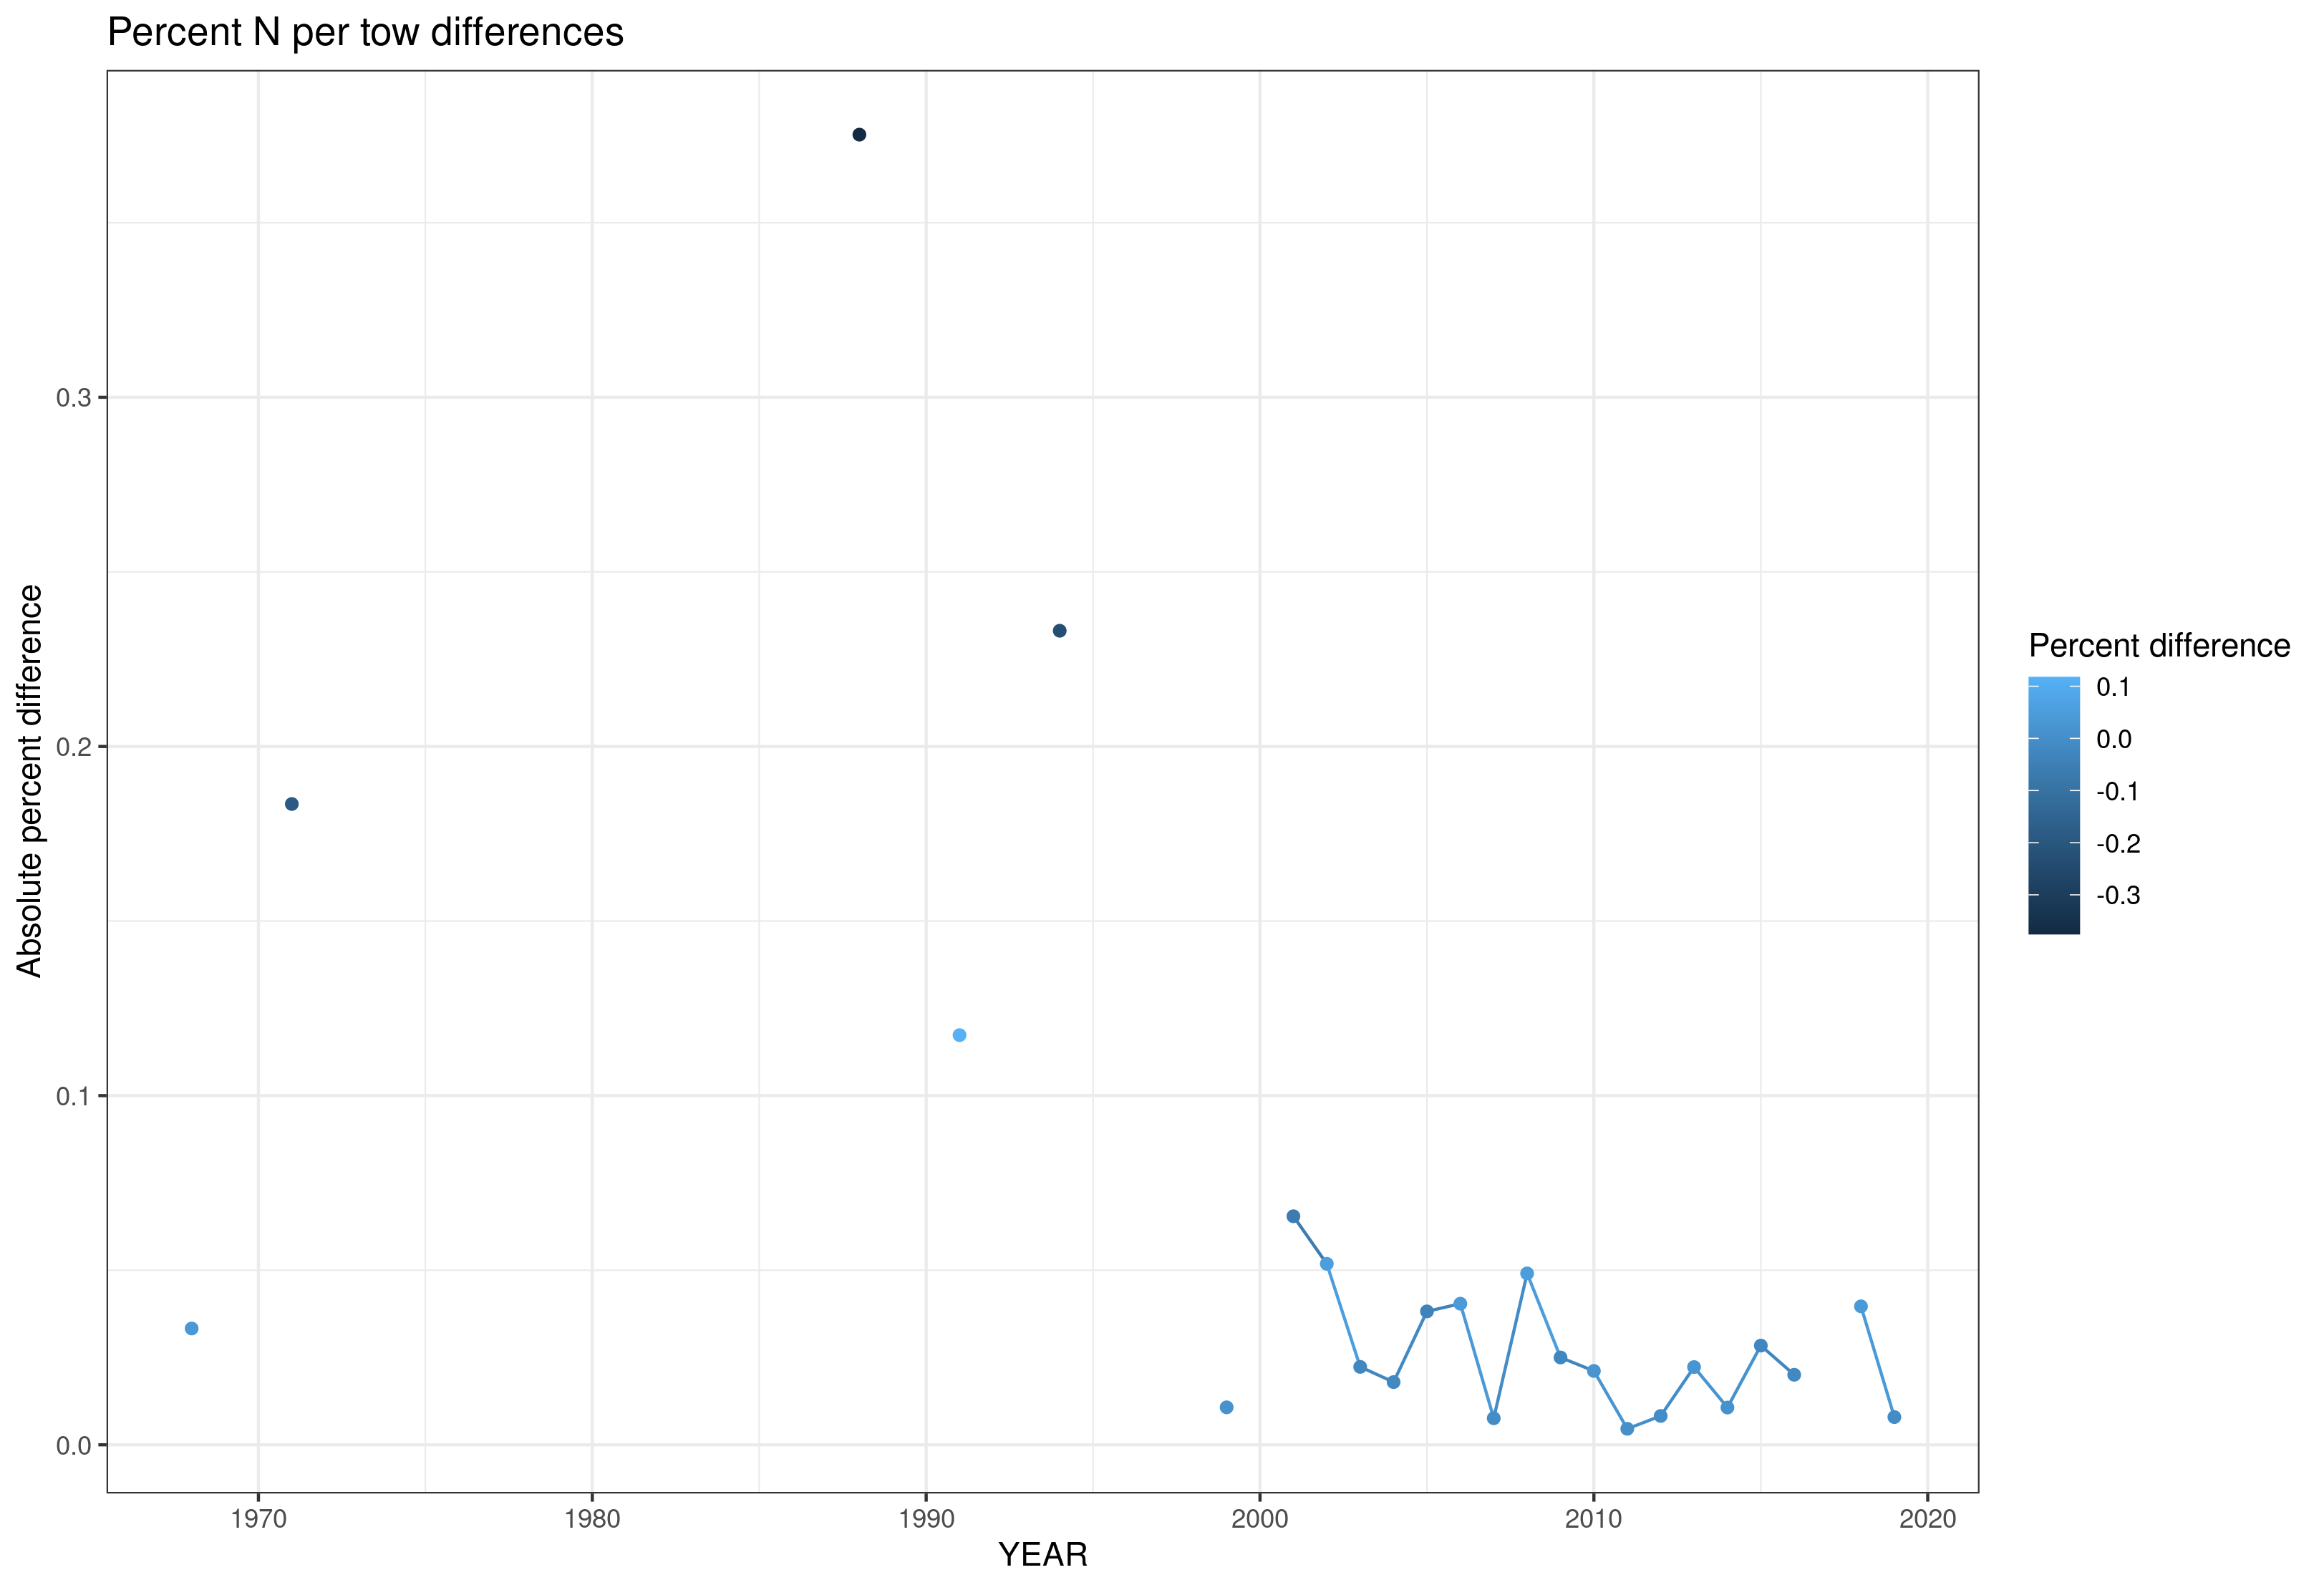 Percent N per tow differences
Absolute percent difference
0.3
0.2
0.1
0.0
1970 1980 1990 2000 2010 2020
YEAR
Percent difference
0.1
0.0
-0.1
-0.2
-0.3